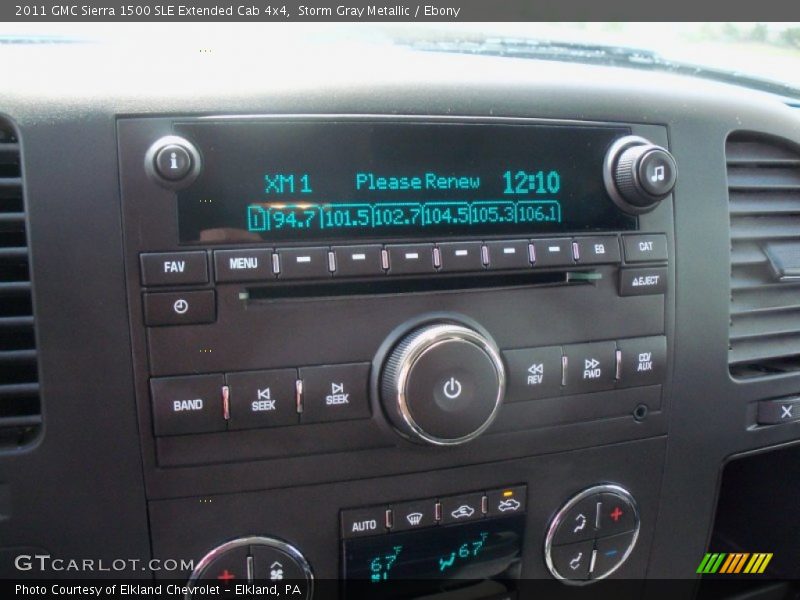 2011 GMC Sierra 1500 SLE Extended Cab 4x4, Storm Gray Metallic / Ebony
XM 1 Please Renew 12:10
1 94.7 101.5 102.7 104.5 105.3 106.1
FAV MENU EQ CAT
EJECT
BAND SEEK SEEK REV FWD CD/AUX
AUTO
67°F 67°F
GTCARLOT.COM
Photo Courtesy of Elkland Chevrolet - Elkland, PA